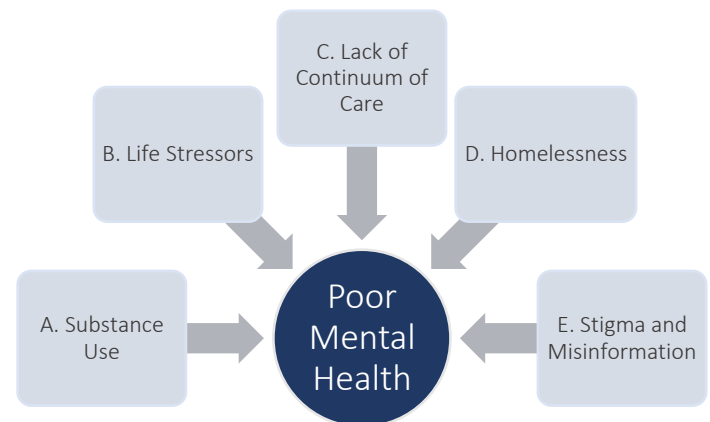 C. Lack of
Continuum of
Care
B. Life Stressors
D. Homelessness
A. Substance
Use
Poor
Mental
Health
E. Stigma and
Misinformation